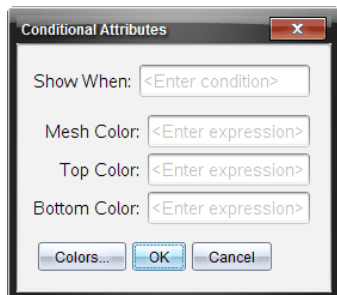 Conditional Attributes
Show When: <Enter condition>
Mesh Color: <Enter expression>
Top Color: <Enter expression>
Bottom Color: <Enter expression>
Colors... OK Cancel